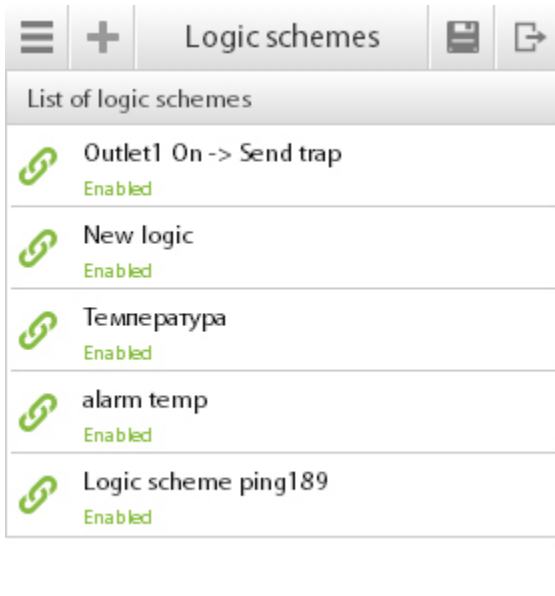 Logic schemes
List of logic schemes
Outlet1 On -> Send trap
Enabled
New logic
Enabled
Температура
Enabled
alarm temp
Enabled
Logic scheme ping189
Enabled